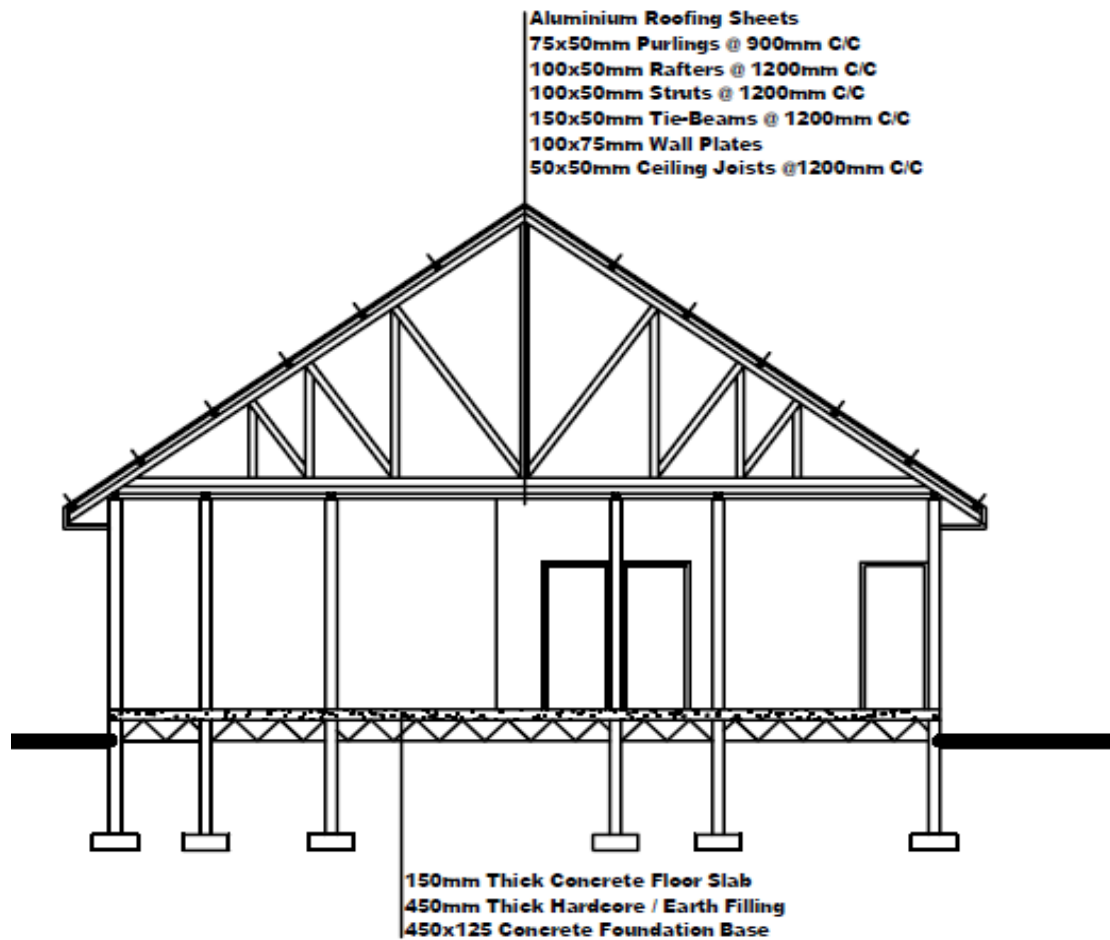 Aluminium Roofing Sheets
75x50mm Purlings @ 900mm C/C
100x50mm Rafters @ 1200mm C/C
100x50mm Struts @ 1200mm C/C
150x50mm Tie-Beams @ 1200mm C/C
100x75mm Wall Plates
50x50mm Ceiling Joists @1200mm C/C
150mm Thick Concrete Floor Slab
450mm Thick Hardcore / Earth Filling
450x125 Concrete Foundation Base